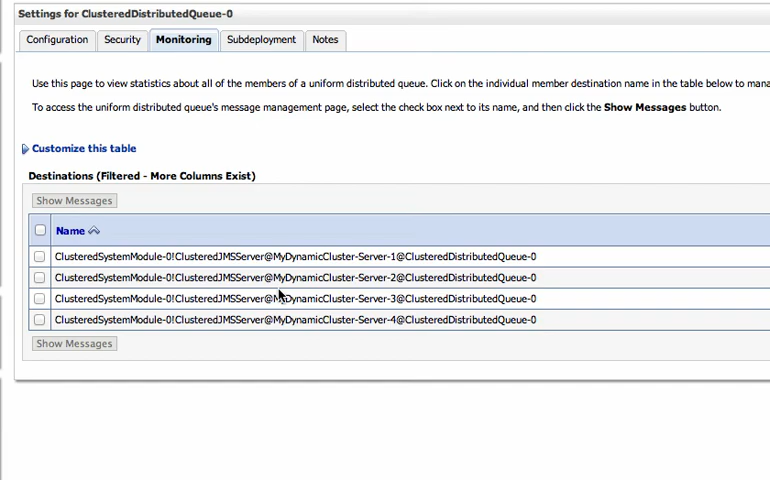 Settings for ClusteredDistributedQueue-0
Configuration Security Monitoring Subdeployment Notes
Use this page to view statistics about all of the members of a uniform distributed queue. Click on the individual member destination name in the table below to
To access the uniform distributed queue's message management page, select the check box next to its name, and then click the Show Messages button.
Customize this table
Destinations (Filtered - More Columns Exist)
Show Messages
Name
ClusteredSystemModule-0!ClusteredJMSServer@MyDynamicCluster-Server-1@ClusteredDistributedQueue-0
ClusteredSystemModule-0!ClusteredJMSServer@MyDynamicCluster-Server-2@ClusteredDistributedQueue-0
ClusteredSystemModule-0!ClusteredJMSServer@MyDynamicCluster-Server-3@ClusteredDistributedQueue-0
ClusteredSystemModule-0!ClusteredJMSServer@MyDynamicCluster-Server-4@ClusteredDistributedQueue-0
Show Messages